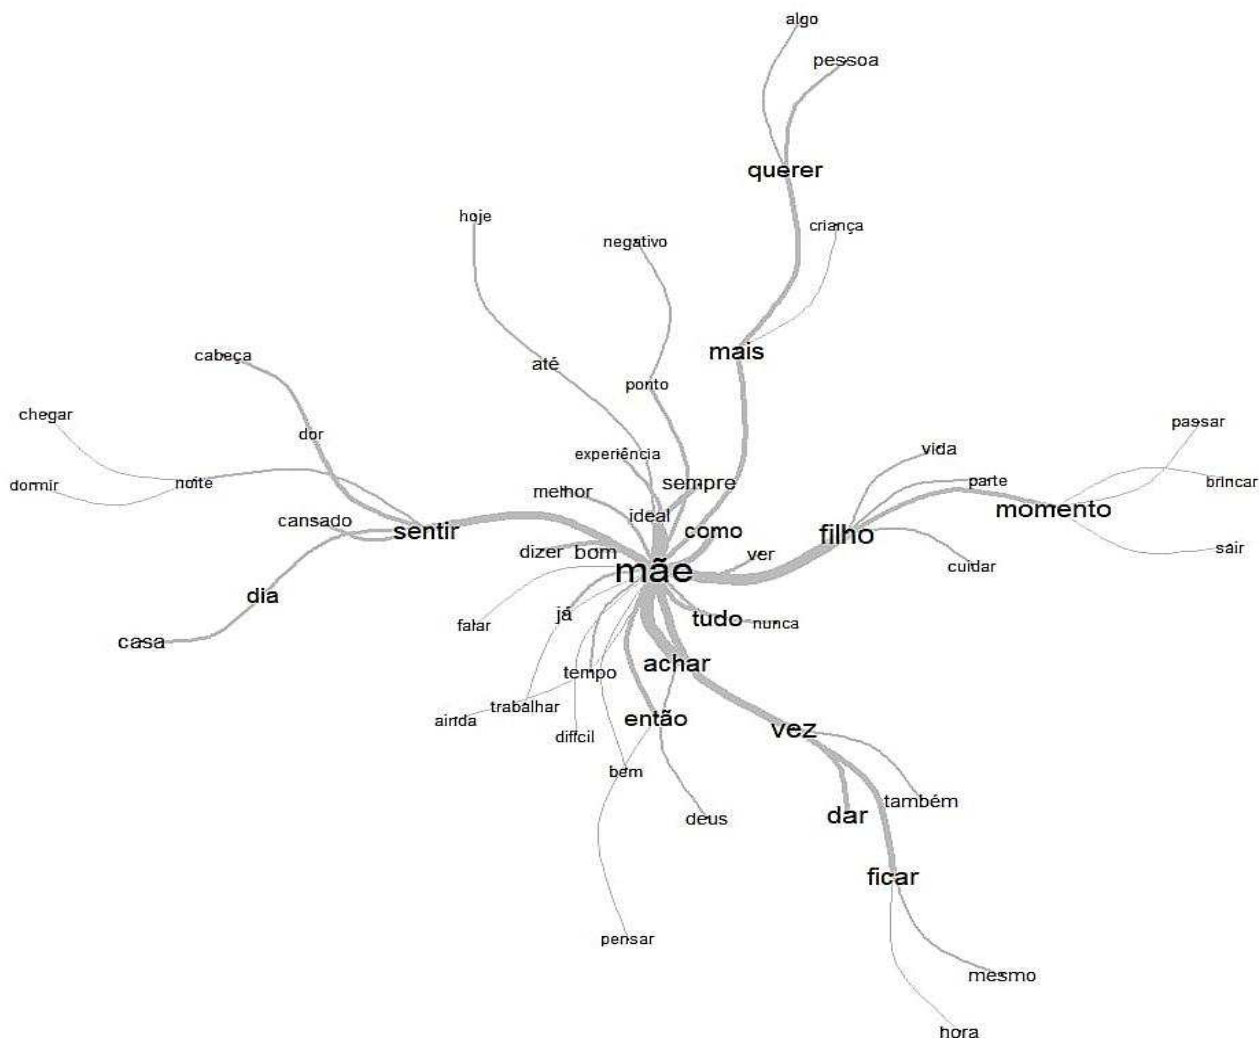 algo
pessoa
querer
hoje
criança
negativo
mais
cabeça
até
ponto
chegar
passar
dor
vida
experiência
noite
sempre
parte
brincar
dormir
melhor
momento
ideal
cansado
sentir
como
filho
sair
dizer
bom
ver
mãe
cuidar
dia
já
tudo
nunca
falar
casa
achar
tempo
trabalhar
ainda
então
vez
difícil
bem
também
deus
dar
ficar
pensar
mesmo
hora